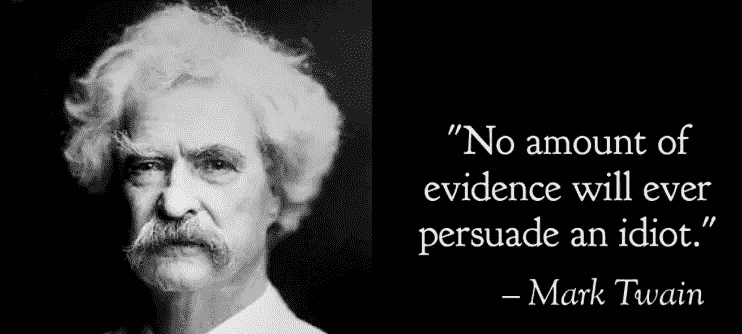 "No amount of
evidence will ever
persuade an idiot."
– Mark Twain